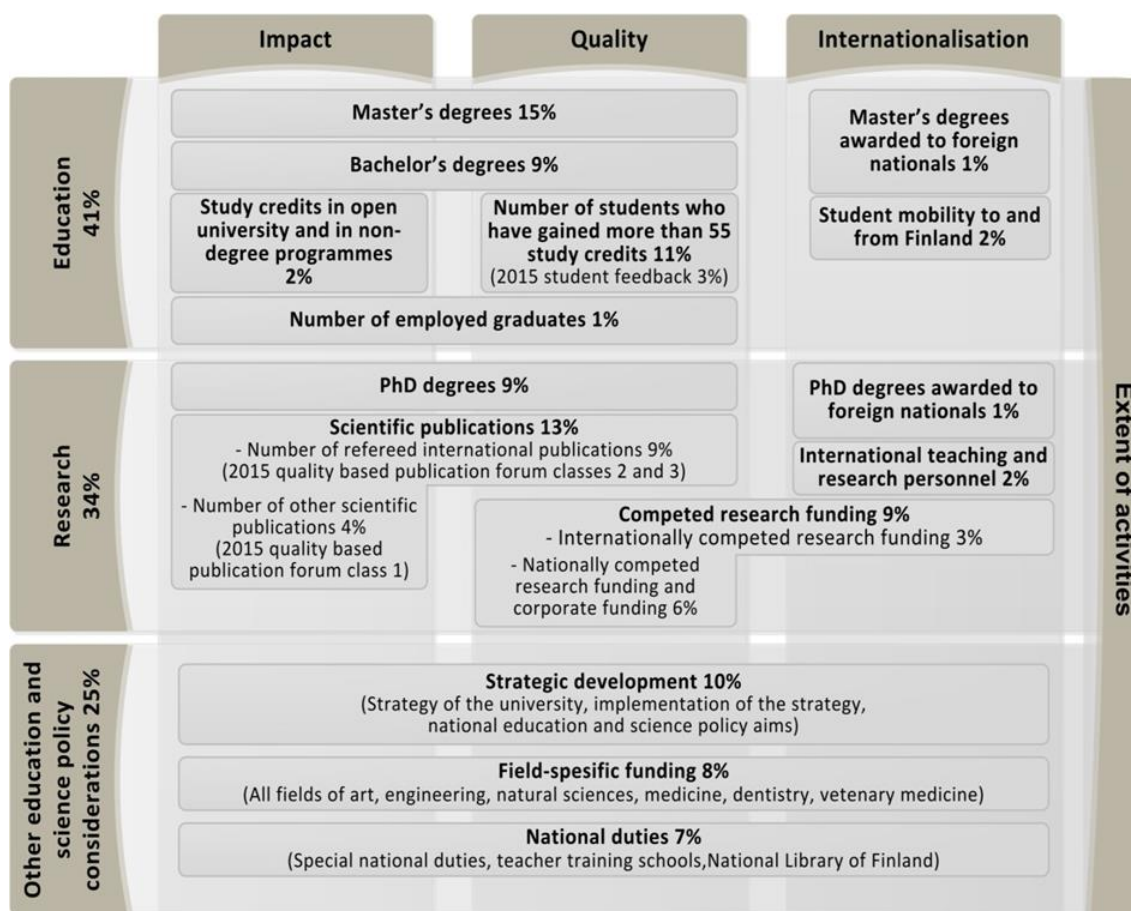 Impact
Quality
Internationalisation
Education
41%
Master's degrees 15%
Bachelor's degrees 9%
Study credits in open
university and in non-
degree programmes
2%
Number of students who
have gained more than 55
study credits 11%
(2015 student feedback 3%)
Number of employed graduates 1%
Master's degrees
awarded to foreign
nationals 1%
Student mobility to and
from Finland 2%
Research
34%
PhD degrees 9%
Scientific publications 13%
- Number of refereed international publications 9%
(2015 quality based publication forum classes 2 and 3)
- Number of other scientific
publications 4%
(2015 quality based
publication forum class 1)
PhD degrees awarded to
foreign nationals 1%
International teaching and
research personnel 2%
Competed research funding 9%
- Internationally competed research funding 3%
- Nationally competed
research funding and
corporate funding 6%
Other education and
science policy
considerations 25%
Strategic development 10%
(Strategy of the university, implementation of the strategy,
national education and science policy aims)
Field-spesific funding 8%
(All fields of art, engineering, natural sciences, medicine, dentistry, vetenary medicine)
National duties 7%
(Special national duties, teacher training schools,National Library of Finland)
Extent of activities